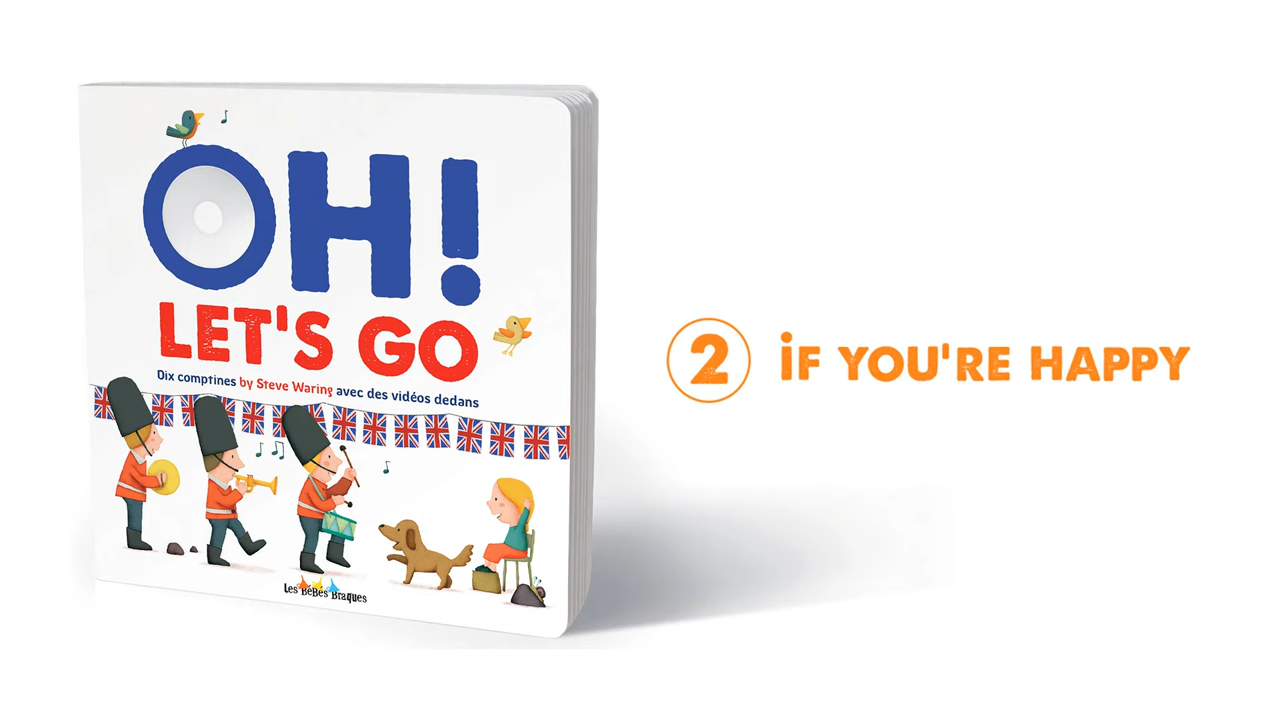 OH!
LET'S GO
Dix comptines by Steve Waring avec des vidéos dedans
Les BéBés Braques
2 iF YOU'RE HAPPY